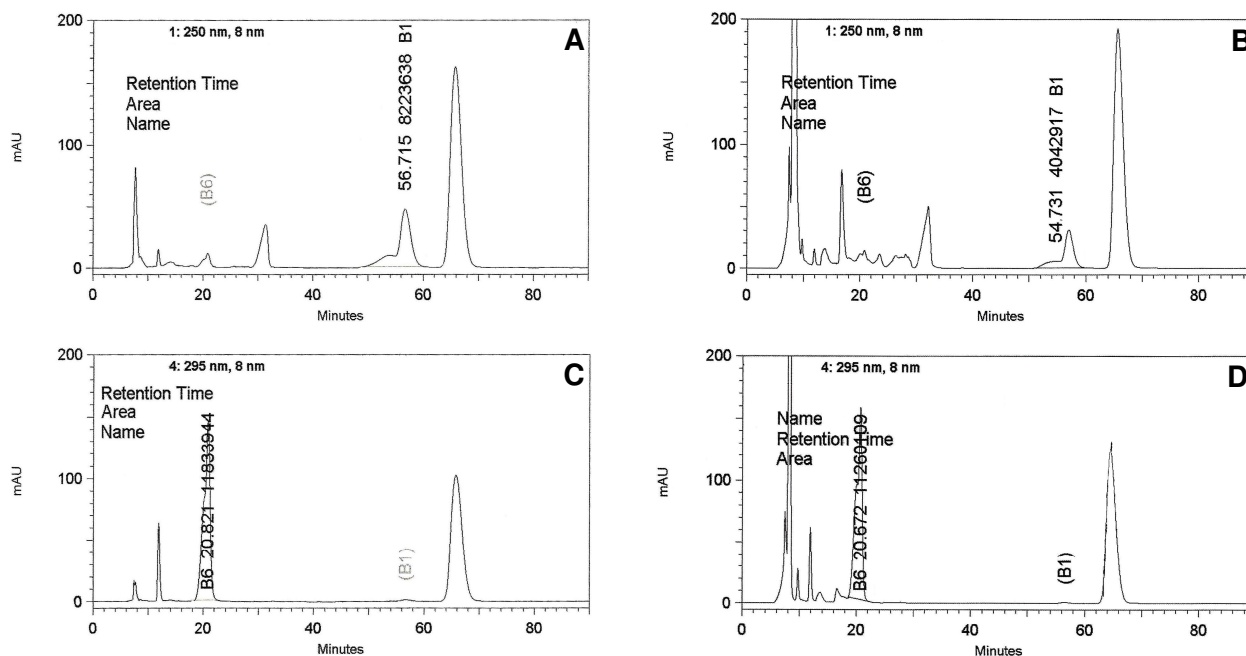 1: 250 nm, 8 nm
A
Retention Time
Area
Name
(B6)
56.715 8223638 B1
mAU
200
100
0
0 20 40 60 80
Minutes
1: 250 nm, 8 nm
B
Retention Time
Area
Name
(B6)
54.731 4042917 B1
mAU
200
100
0
0 20 40 60 80
Minutes
4: 295 nm, 8 nm
C
Retention Time
Area
Name
B6 20.821 11833944
(B1)
mAU
200
100
0
0 20 40 60 80
Minutes
4: 295 nm, 8 nm
D
Name
Retention Time
Area
B6 20.672 11260109
(B1)
mAU
200
100
0
0 20 40 60 80
Minutes